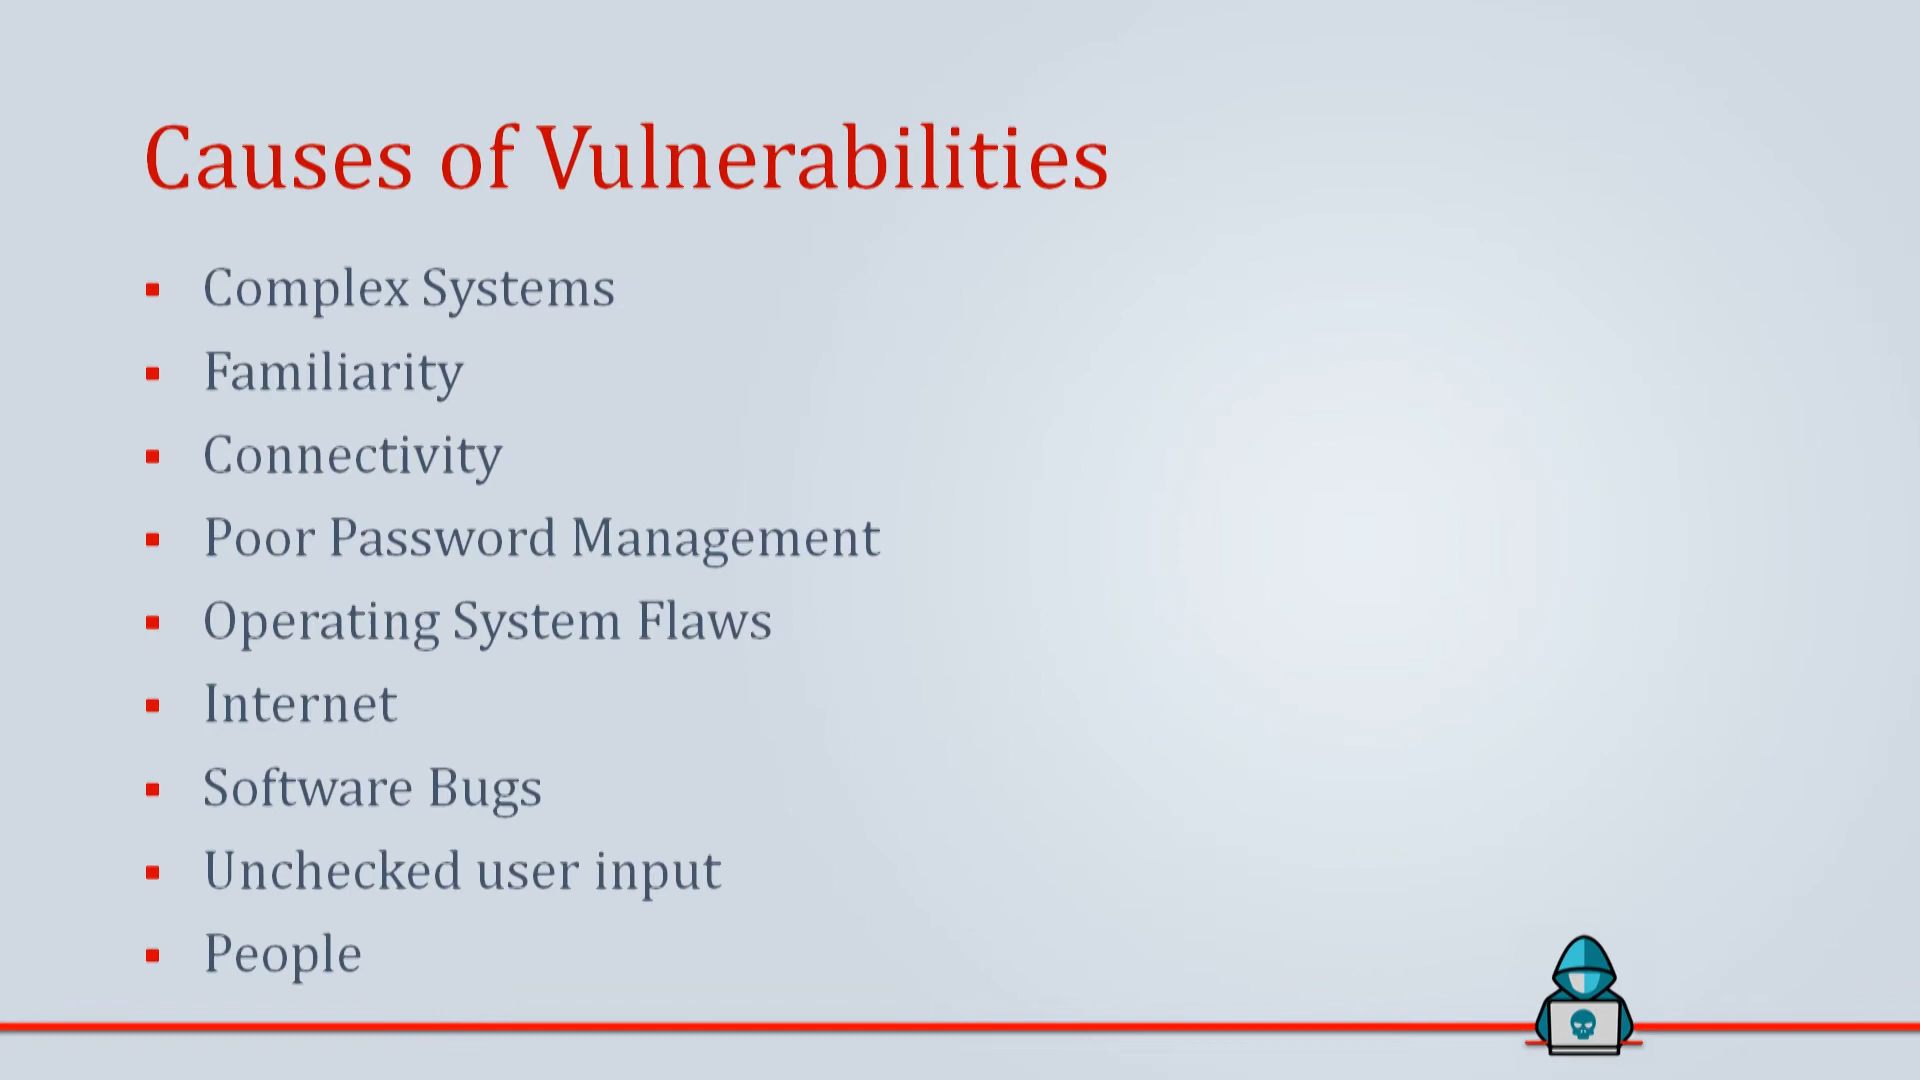 Causes of Vulnerabilities
Complex Systems
Familiarity
Connectivity
Poor Password Management
Operating System Flaws
Internet
Software Bugs
Unchecked user input
People